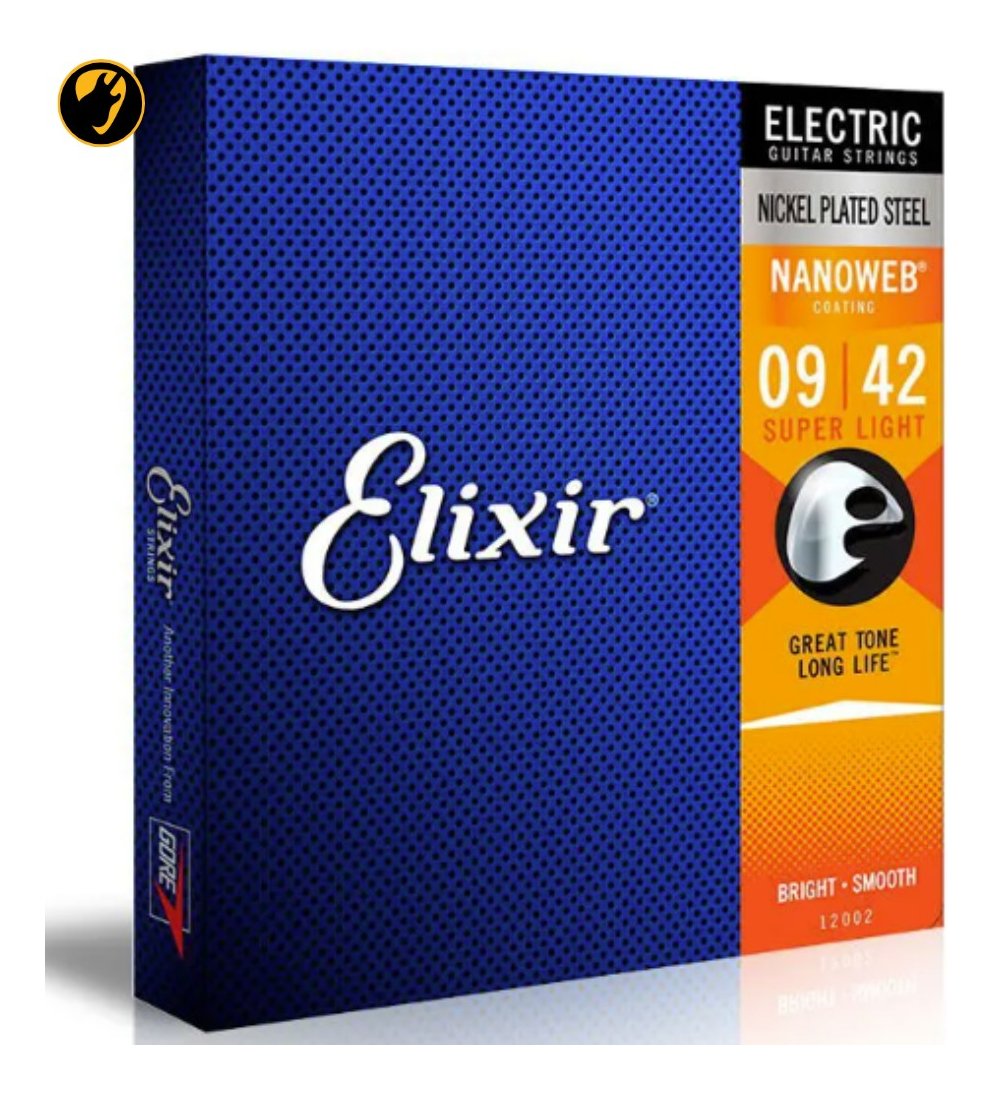 ELECTRIC
GUITAR STRINGS
NICKEL PLATED STEEL
NANOWEB®
COATING
09 | 42
SUPER LIGHT
Elixir®
GREAT TONE
LONG LIFE™
BRIGHT • SMOOTH
12002
Elixir
STRINGS
Another Innovation From
GORE